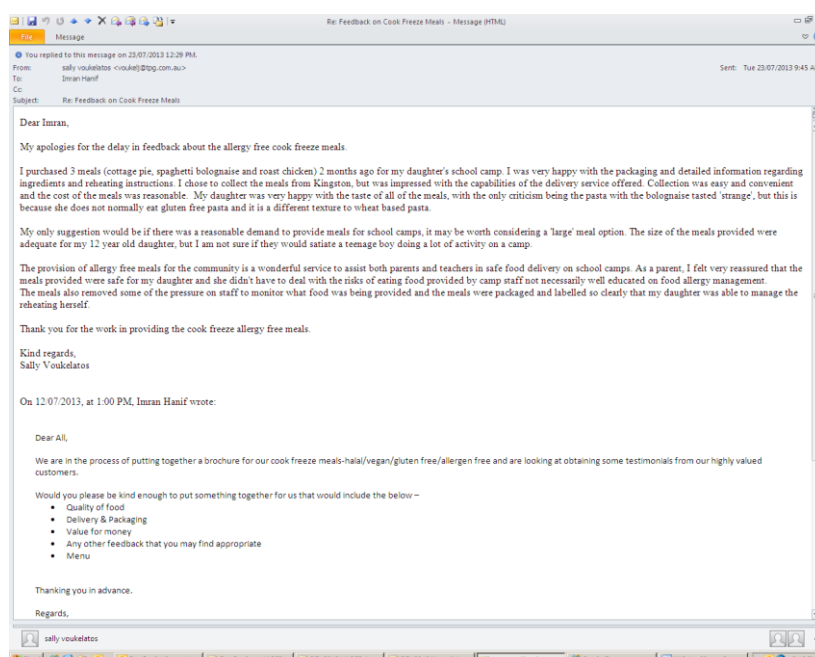 Re: Feedback on Cook Freeze Meals - Message (HTML)
File Message
You replied to this message on 23/07/2013 12:29 PM.
From: sally voukelatos <voukelj@tpg.com.au>
Sent: Tue 23/07/2013 9:45 A
To: Imran Hanif
Cc
Subject: Re: Feedback on Cook Freeze Meals
Dear Imran,
My apologies for the delay in feedback about the allergy free cook freeze meals.
I purchased 3 meals (cottage pie, spaghetti bolognaise and roast chicken) 2 months ago for my daughter's school camp. I was very happy with the packaging and detailed information regarding
ingredients and reheating instructions. I chose to collect the meals from Kingston, but was impressed with the capabilities of the delivery service offered. Collection was easy and convenient
and the cost of the meals was reasonable. My daughter was very happy with the taste of all of the meals, with the only criticism being the pasta with the bolognaise tasted 'strange', but this is
because she does not normally eat gluten free pasta and it is a different texture to wheat based pasta.
My only suggestion would be if there was a reasonable demand to provide meals for school camps, it may be worth considering a 'large' meal option. The size of the meals provided were
adequate for my 12 year old daughter, but I am not sure if they would satiate a teenage boy doing a lot of activity on a camp.
The provision of allergy free meals for the community is a wonderful service to assist both parents and teachers in safe food delivery on school camps. As a parent, I felt very reassured that the
meals provided were safe for my daughter and she didn't have to deal with the risks of eating food provided by camp staff not necessarily well educated on food allergy management.
The meals also removed some of the pressure on staff to monitor what food was being provided and the meals were packaged and labelled so clearly that my daughter was able to manage the
reheating herself.
Thank you for the work in providing the cook freeze allergy free meals.
Kind regards,
Sally Voukelatos
On 12/07/2013, at 1:00 PM, Imran Hanif wrote:
Dear All,
We are in the process of putting together a brochure for our cook freeze meals-halal/vegan/gluten free/allergen free and are looking at obtaining some testimonials from our highly valued
customers.
Would you please be kind enough to put something together for us that would include the below –
• Quality of food
• Delivery & Packaging
• Value for money
• Any other feedback that you may find appropriate
• Menu
Thanking you in advance.
Regards,
sally voukelatos